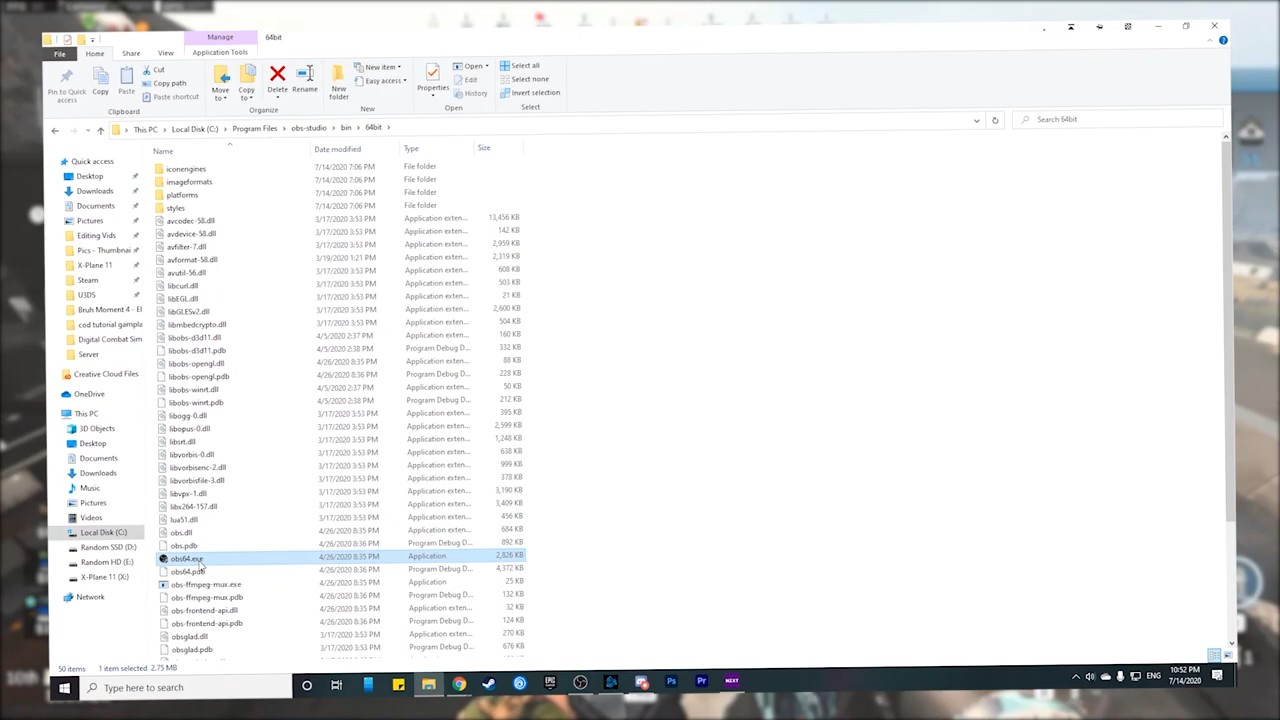 Manage
64bit
File
Home
Share
View
Application Tools
Pin to Quick access
Copy
Paste
Cut
Copy path
Paste shortcut
Clipboard
Move to
Copy to
Delete
Rename
Organize
New folder
New item
Easy access
New
Properties
Open
Edit
History
Open
Select all
Select none
Invert selection
Select
This PC
Local Disk (C:)
Program Files
obs-studio
bin
64bit
Search 64bit
Name
Date modified
Type
Size
Quick access
Desktop
Downloads
Documents
Pictures
Editing Vids
Pics - Thumbnai
X-Plane 11
Steam
U3DS
Bruh Moment 4 - El
cod tutorial gampla
Digital Combat Sim
Server
Creative Cloud Files
OneDrive
This PC
3D Objects
Desktop
Documents
Downloads
Music
Pictures
Videos
Local Disk (C:)
Random SSD (D:)
Random HD (E:)
X-Plane 11 (X:)
Network
iconengines 7/14/2020 7:06 PM File folder
imageformats 7/14/2020 7:06 PM File folder
platforms 7/14/2020 7:06 PM File folder
styles 7/14/2020 7:06 PM File folder
avcodec-58.dll 3/17/2020 3:53 PM Application exten... 13,456 KB
avdevice-58.dll 3/17/2020 3:53 PM Application exten... 142 KB
avfilter-7.dll 3/17/2020 3:53 PM Application exten... 2,959 KB
avformat-58.dll 3/19/2020 1:21 PM Application exten... 2,319 KB
avutil-56.dll 3/17/2020 3:53 PM Application exten... 608 KB
libcurl.dll 3/17/2020 3:53 PM Application exten... 503 KB
libEGL.dll 3/17/2020 3:53 PM Application exten... 21 KB
libGLESv2.dll 3/17/2020 3:53 PM Application exten... 2,600 KB
libmbedcrypto.dll 3/17/2020 3:53 PM Application exten... 504 KB
libobs-d3d11.dll 4/5/2020 2:37 PM Application exten... 160 KB
libobs-d3d11.pdb 4/5/2020 2:38 PM Program Debug D... 332 KB
libobs-opengl.dll 4/26/2020 8:35 PM Application exten... 88 KB
libobs-opengl.pdb 4/26/2020 8:36 PM Program Debug D... 228 KB
libobs-winrt.dll 4/5/2020 2:37 PM Application exten... 50 KB
libobs-winrt.pdb 4/5/2020 2:38 PM Program Debug D... 212 KB
libogg-0.dll 3/17/2020 3:53 PM Application exten... 395 KB
libopus-0.dll 3/17/2020 3:53 PM Application exten... 2,599 KB
libsrt.dll 3/17/2020 3:53 PM Application exten... 1,248 KB
libvorbis-0.dll 3/17/2020 3:53 PM Application exten... 638 KB
libvorbisenc-2.dll 3/17/2020 3:53 PM Application exten... 999 KB
libvorbisfile-3.dll 3/17/2020 3:53 PM Application exten... 378 KB
libvpx-1.dll 3/17/2020 3:53 PM Application exten... 3,190 KB
libx264-157.dll 3/17/2020 3:53 PM Application exten... 3,409 KB
lua51.dll 3/17/2020 3:53 PM Application exten... 456 KB
obs.dll 4/26/2020 8:35 PM Application exten... 684 KB
obs.pdb 4/26/2020 8:36 PM Program Debug D... 892 KB
obs64.exe 4/26/2020 8:35 PM Application 2,826 KB
obs64.pdb 4/26/2020 8:36 PM Program Debug D... 4,372 KB
obs-ffmpeg-mux.exe 4/26/2020 8:35 PM Application 25 KB
obs-ffmpeg-mux.pdb 4/26/2020 8:36 PM Program Debug D... 132 KB
obs-frontend-api.dll 4/26/2020 8:35 PM Application exten... 32 KB
obs-frontend-api.pdb 4/26/2020 8:36 PM Program Debug D... 124 KB
obsglad.dll 3/17/2020 3:53 PM Application exten... 270 KB
obsglad.pdb 3/17/2020 3:53 PM Program Debug D... 676 KB
50 items
1 item selected 2.75 MB
Type here to search
EPIC
Ps
Pr
NEXT
ENG
10:52 PM
7/14/2020